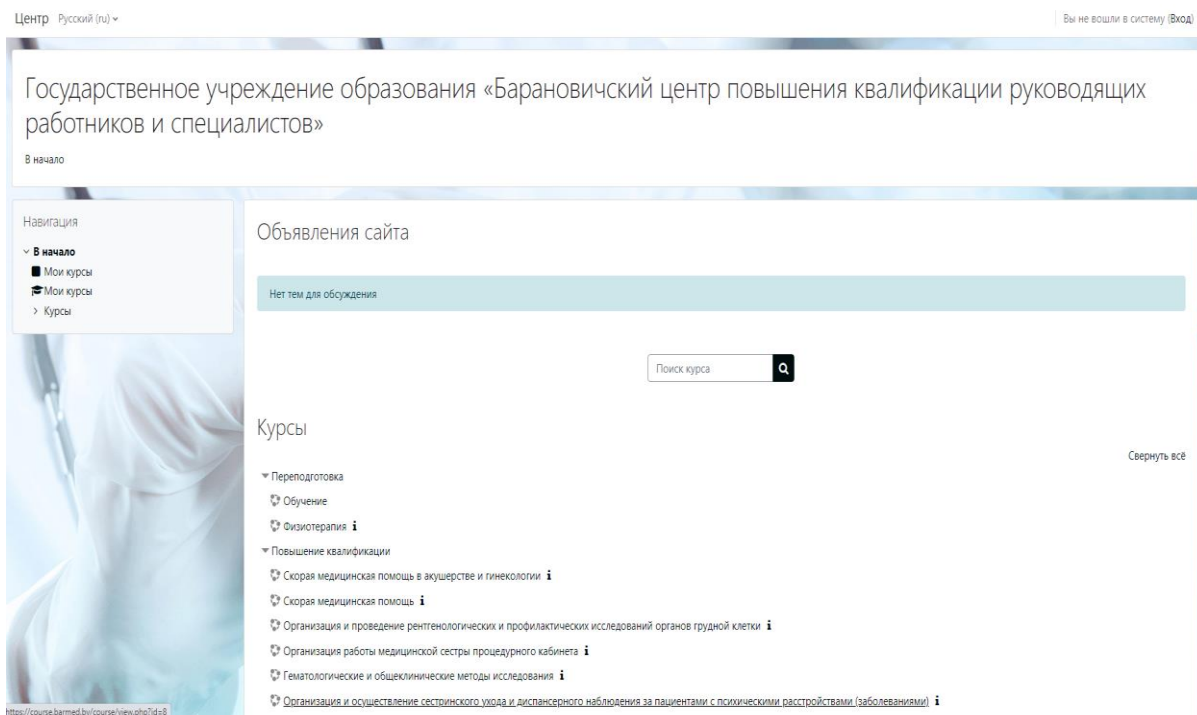 Центр Русский (ru)
Вы не вошли в систему (Вход)
Государственное учреждение образования «Барановичский центр повышения квалификации руководящих
работников и специалистов»
В начало
Навигация
В начало
Мои курсы
Мои курсы
Курсы
Объявления сайта
Нет тем для обсуждения
Поиск курса
Курсы
Свернуть всё
Переподготовка
Обучение
Физиотерапия
Повышение квалификации
Скорая медицинская помощь в акушерстве и гинекологии
Скорая медицинская помощь
Организация и проведение рентгенологических и профилактических исследований органов грудной клетки
Организация работы медицинской сестры процедурного кабинета
Гематологические и общеклинические методы исследования
Организация и осуществление сестринского ухода и диспансерного наблюдения за пациентами с психическими расстройствами (заболеваниями)
https://course.barmed.by/course/view.php?id=8